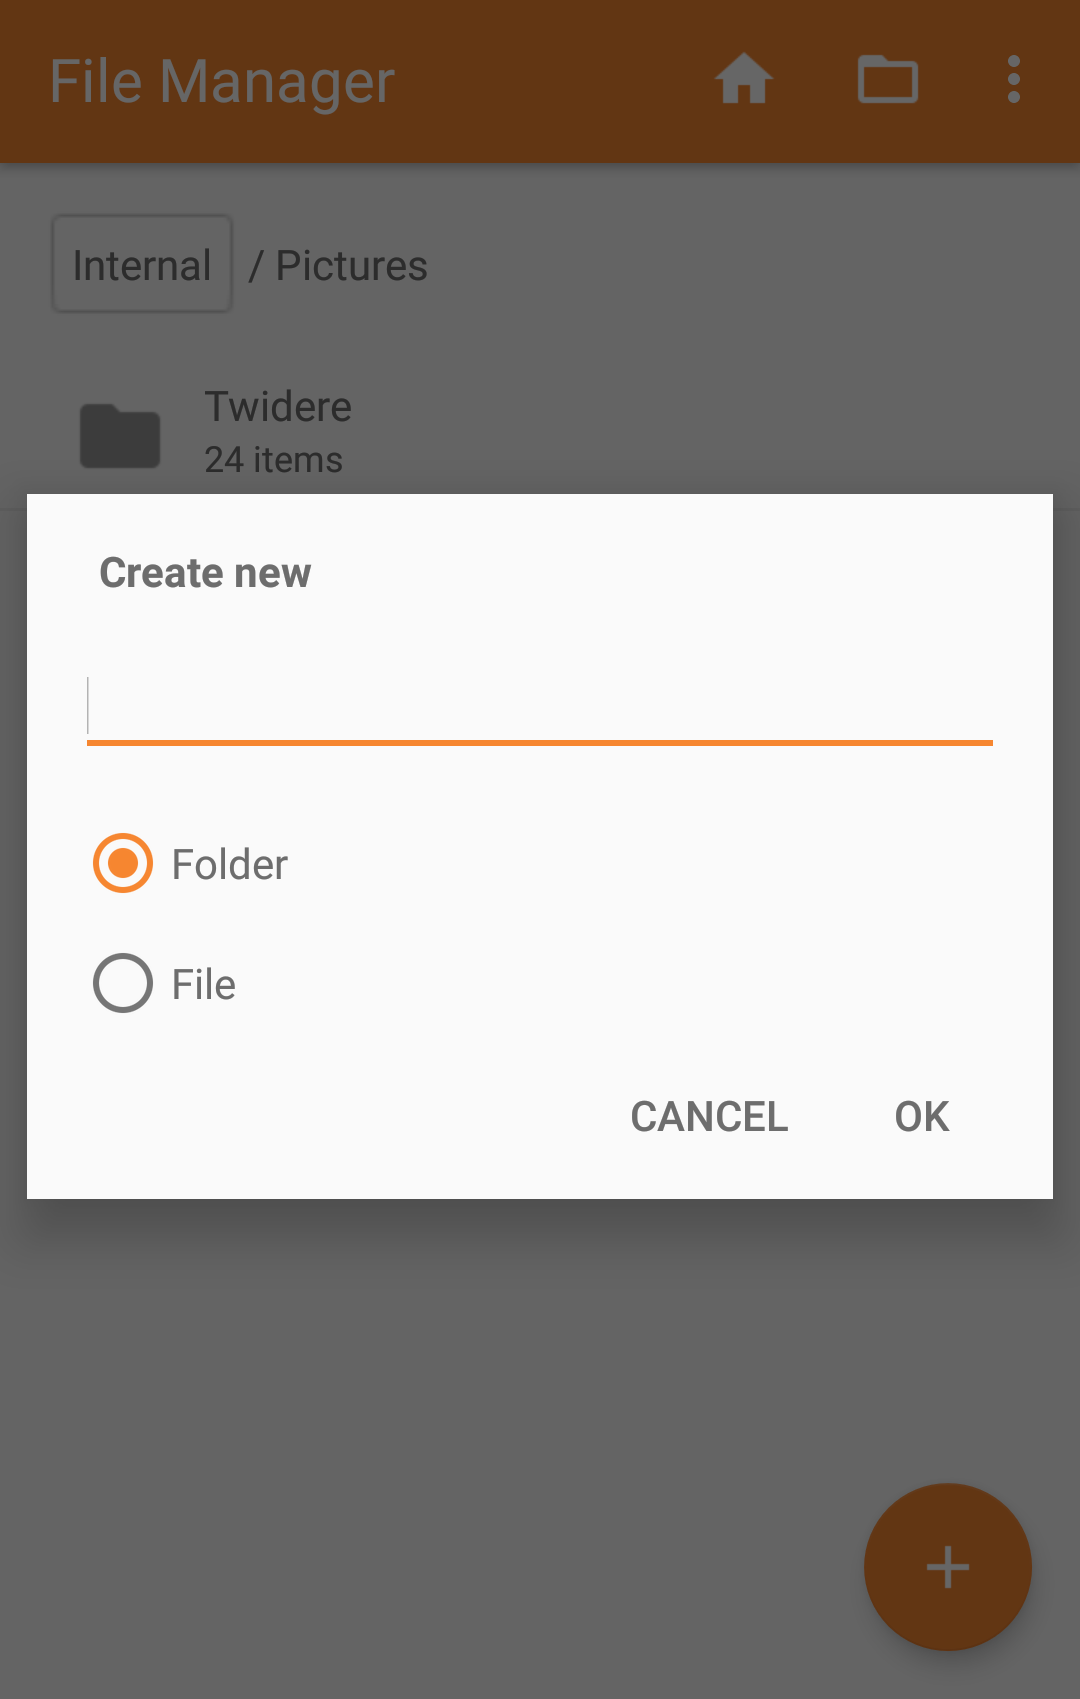 File Manager
Internal / Pictures
Twidere
24 items
Create new
Folder
File
CANCEL OK